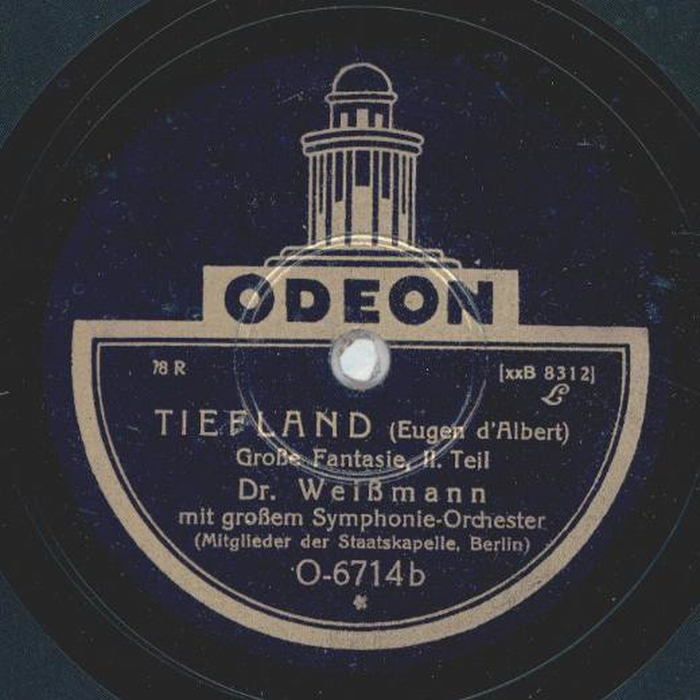 ODEON
78 R [xxB 8312]
L
TIEFLAND (Eugen d'Albert)
Große Fantasie, II. Teil
Dr. Weißmann
mit großem Symphonie-Orchester
(Mitglieder der Staatskapelle, Berlin)
O-6714b